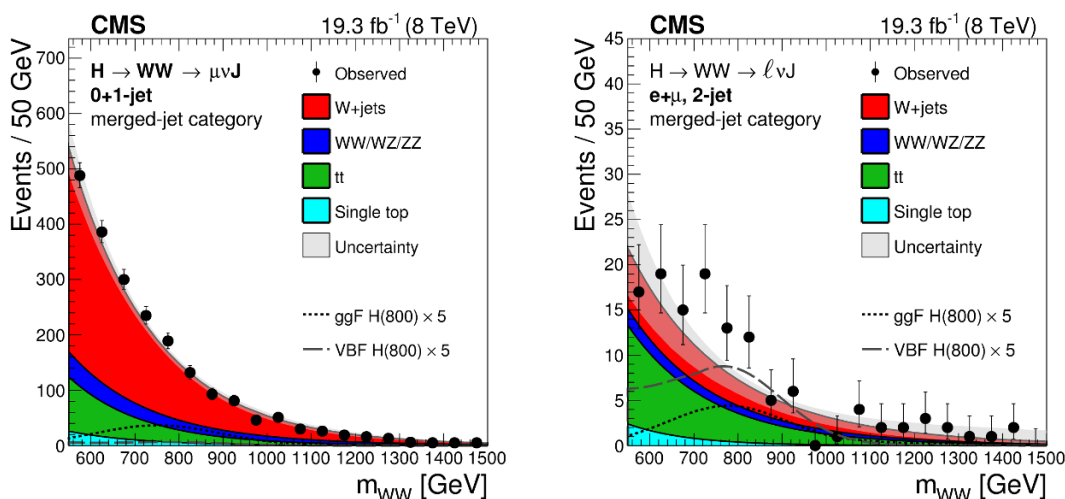 CMS 19.3 fb⁻¹ (8 TeV)
H → WW → μνJ
0+1-jet
merged-jet category
Observed
W+jets
WW/WZ/ZZ
tt
Single top
Uncertainty
ggF H(800) × 5
VBF H(800) × 5
Events / 50 GeV
700
600
500
400
300
200
100
0
600 700 800 900 1000 1100 1200 1300 1400 1500
m_WW [GeV]
CMS 19.3 fb⁻¹ (8 TeV)
H → WW → ℓνJ
e+μ, 2-jet
merged-jet category
Observed
W+jets
WW/WZ/ZZ
tt
Single top
Uncertainty
ggF H(800) × 5
VBF H(800) × 5
Events / 50 GeV
45
40
35
30
25
20
15
10
5
0
600 700 800 900 1000 1100 1200 1300 1400 1500
m_WW [GeV]